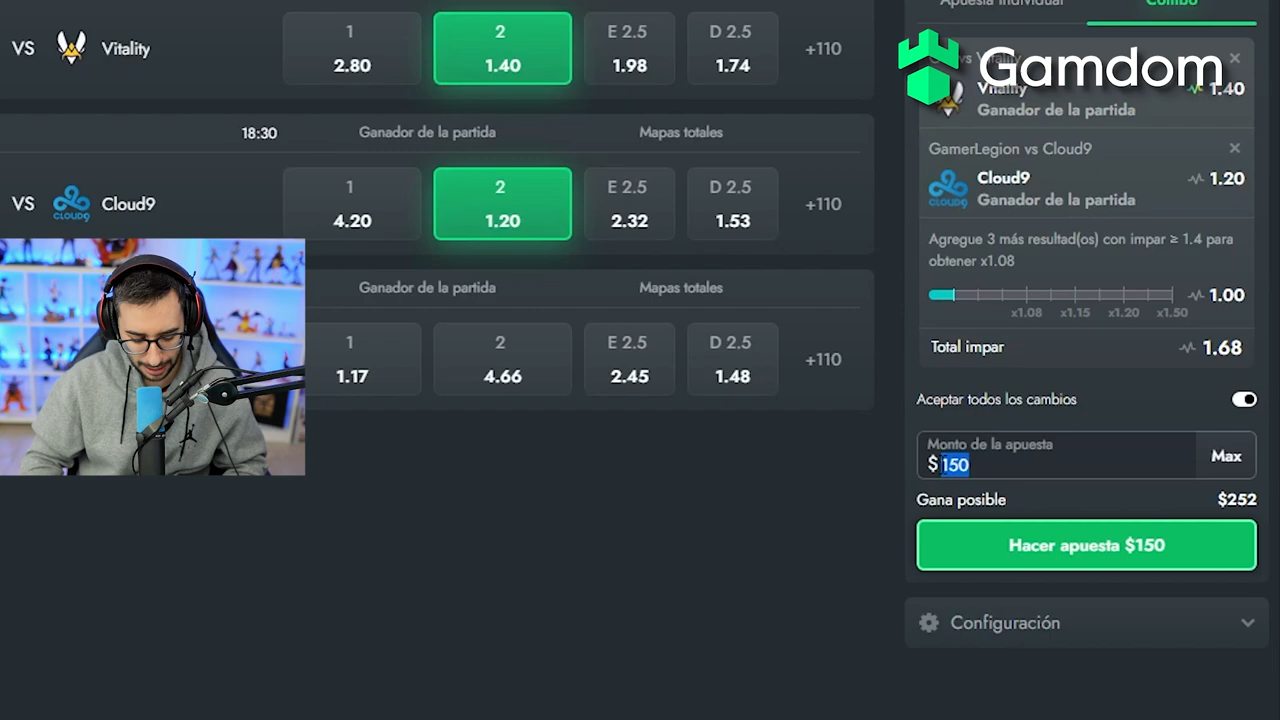 VS Vitality
1
2.80
2
1.40
E 2.5
1.98
D 2.5
1.74
+110
18:30 Ganador de la partida Mapas totales
VS CLOUD9 Cloud9
1
4.20
2
1.20
E 2.5
2.32
D 2.5
1.53
+110
Ganador de la partida Mapas totales
1
1.17
2
4.66
E 2.5
2.45
D 2.5
1.48
+110
Apuesta Individual Combo
Gamdom
vs Vitality
Vitality 1.40
Ganador de la partida
GamerLegion vs Cloud9
CLOUD9 Cloud9 1.20
Ganador de la partida
Agregue 3 más resultad(os) con impar ≥ 1.4 para
obtener x1.08
1.00
x1.08 x1.15 x1.20 x1.50
Total impar 1.68
Aceptar todos los cambios
Monto de la apuesta
$150 Max
Gana posible $252
Hacer apuesta $150
Configuración